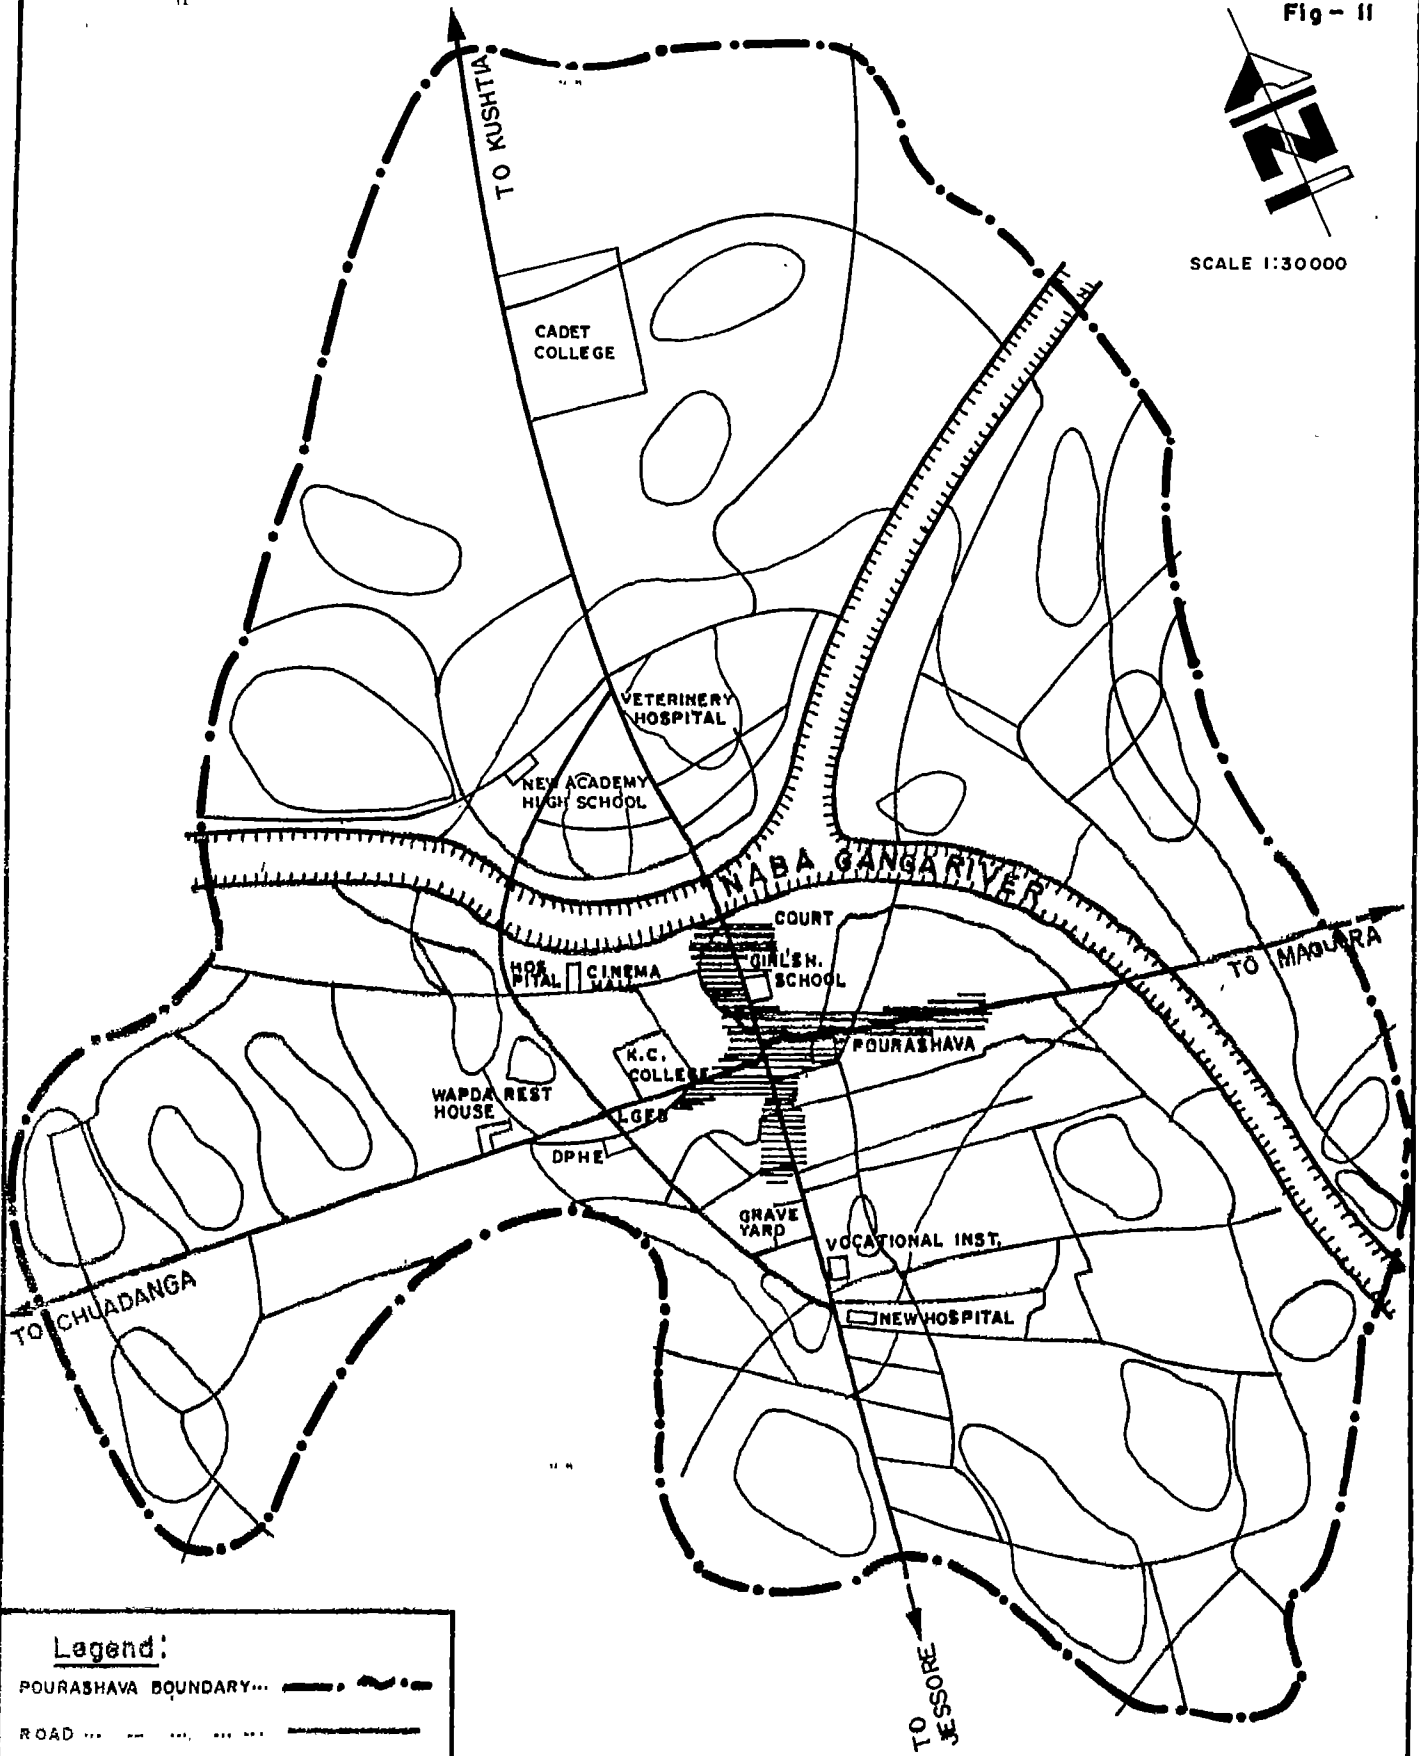 Fig - 11
N
SCALE 1:30000
TO KUSHTIA
CADET
COLLEGE
VETERINERY
HOSPITAL
NEW ACADEMY
HIGH SCHOOL
NABA GANGA RIVER
COURT
GIRL'S H.
SCHOOL
HOS
PITAL
CINEMA
HALL
TO MAGURA
POURASHAVA
K.C.
COLLEGE
WAPDA REST
HOUSE
LGEB
DPHE
GRAVE
YARD
VOCATIONAL INST.
NEW HOSPITAL
TO CHUADANGA
TO
JESSORE
Legend:
POURASHAVA BOUNDARY...
ROAD ... ... ... ... ...